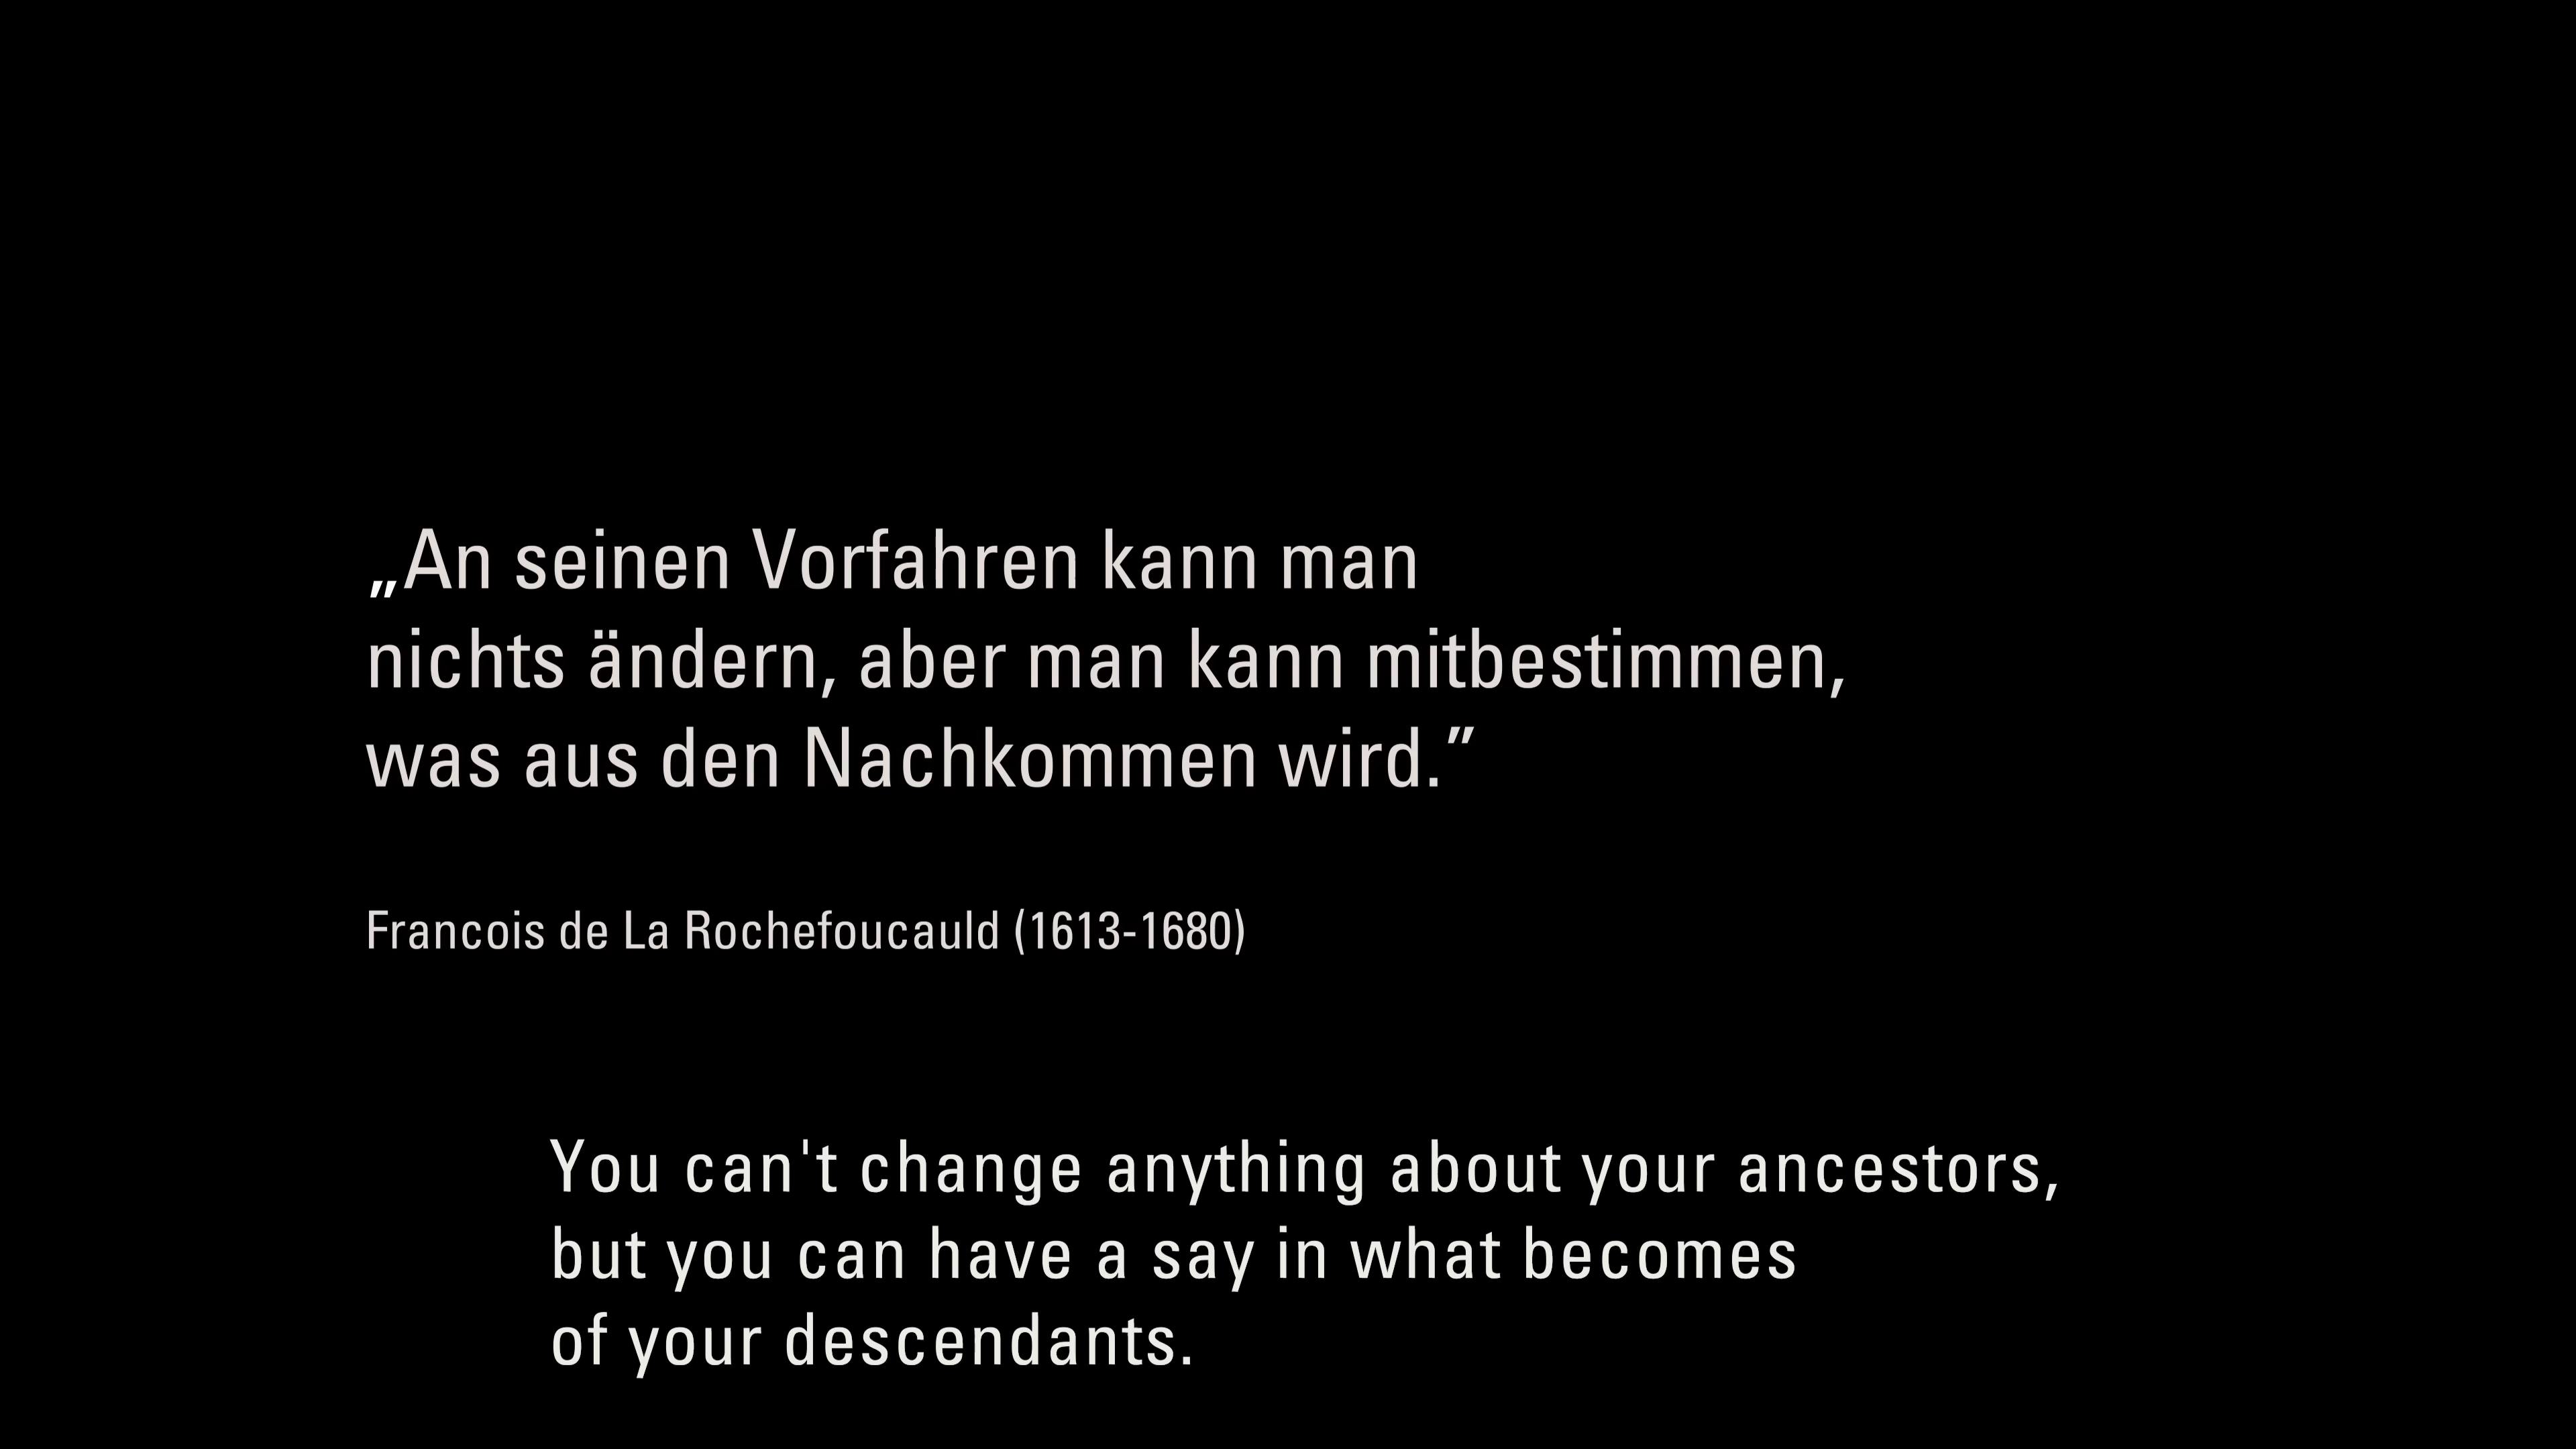 „An seinen Vorfahren kann man
nichts ändern, aber man kann mitbestimmen,
was aus den Nachkommen wird.”
Francois de La Rochefoucauld (1613-1680)
You can't change anything about your ancestors,
but you can have a say in what becomes
of your descendants.